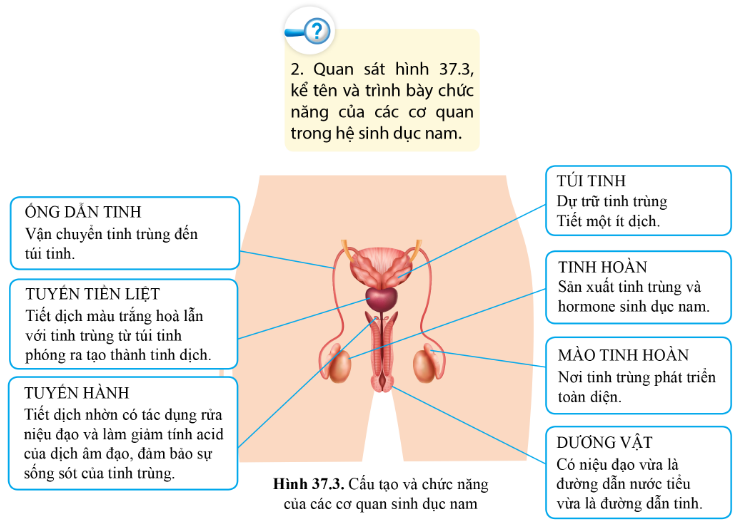 2. Quan sát hình 37.3,
kể tên và trình bày chức
năng của các cơ quan
trong hệ sinh dục nam.
ỐNG DẪN TINH
Vận chuyển tinh trùng đến
túi tinh.
TUYẾN TIỀN LIỆT
Tiết dịch màu trắng hoà lẫn
với tinh trùng từ túi tinh
phóng ra tạo thành tinh dịch.
TUYẾN HÀNH
Tiết dịch nhờn có tác dụng rửa
niệu đạo và làm giảm tính acid
của dịch âm đạo, đảm bảo sự
sống sót của tinh trùng.
TÚI TINH
Dự trữ tinh trùng
Tiết một ít dịch.
TINH HOÀN
Sản xuất tinh trùng và
hormone sinh dục nam.
MÀO TINH HOÀN
Nơi tinh trùng phát triển
toàn diện.
DƯƠNG VẬT
Có niệu đạo vừa là
đường dẫn nước tiểu
vừa là đường dẫn tinh.
Hình 37.3. Cấu tạo và chức năng
của các cơ quan sinh dục nam